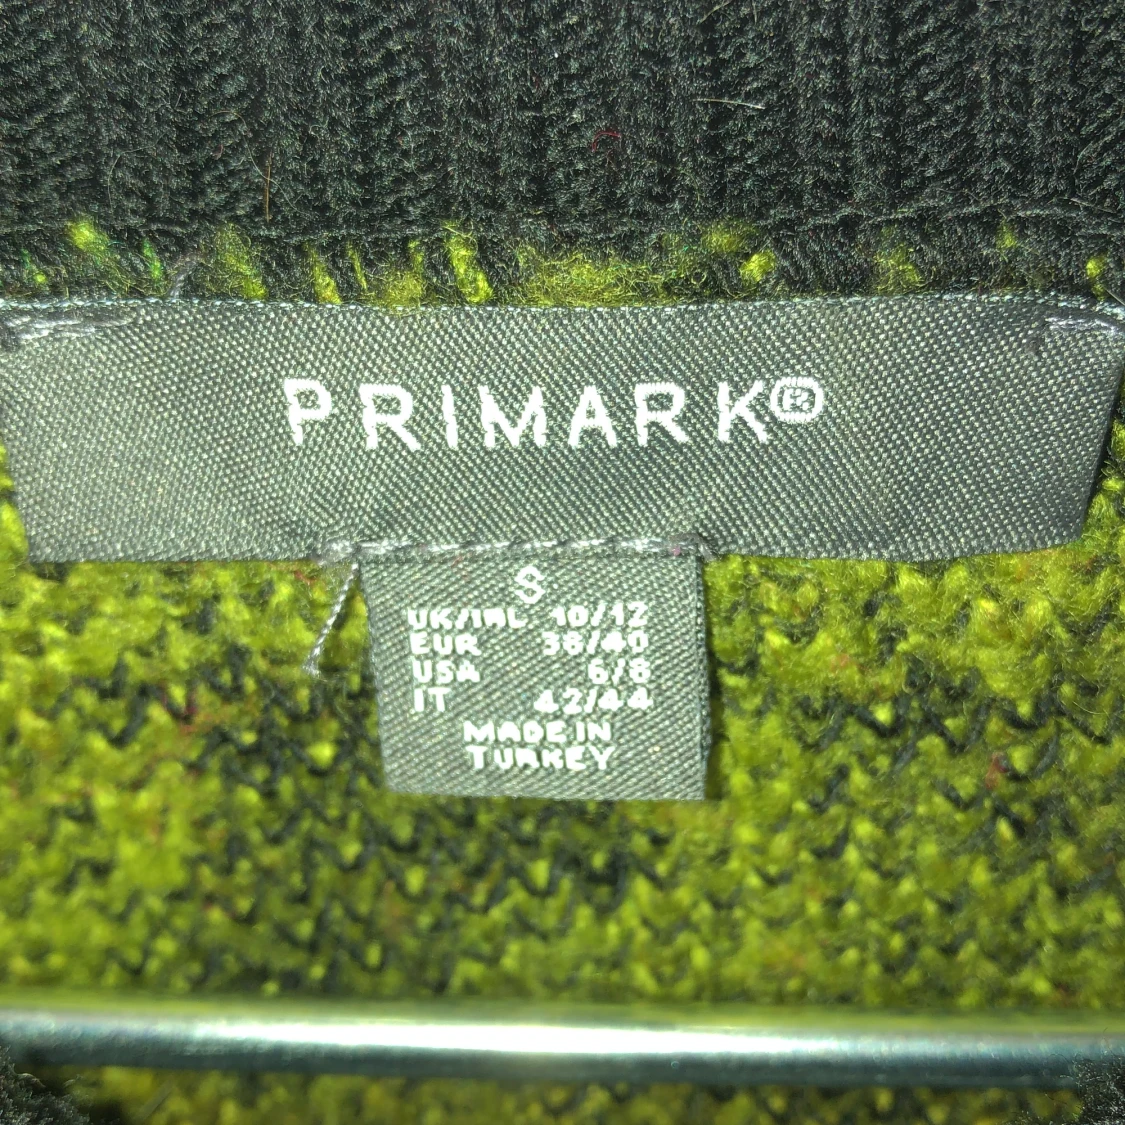 PRIMARK®
S
UK/IRL 10/12
EUR 38/40
USA 6/8
IT 42/44
MADE IN
TURKEY